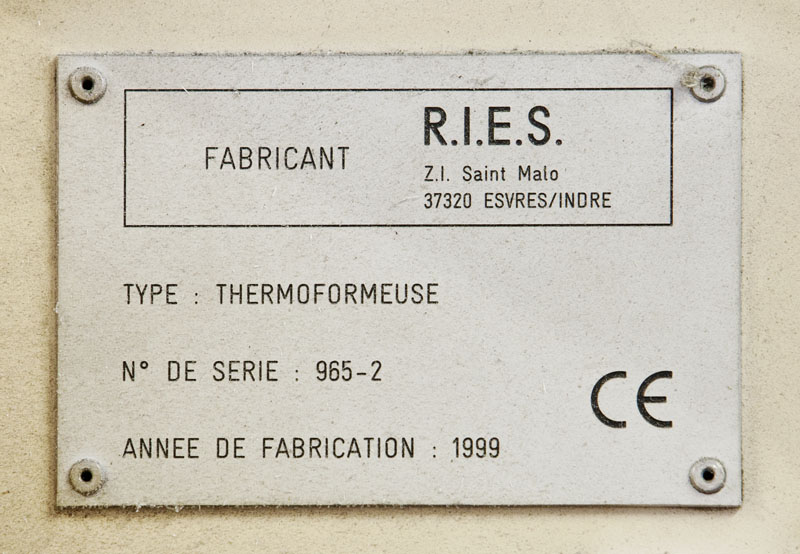 FABRICANT
R.I.E.S.
Z.I. Saint Malo
37320 ESVRES/INDRE
TYPE : THERMOFORMEUSE
N° DE SERIE : 965-2
ANNEE DE FABRICATION : 1999
CE